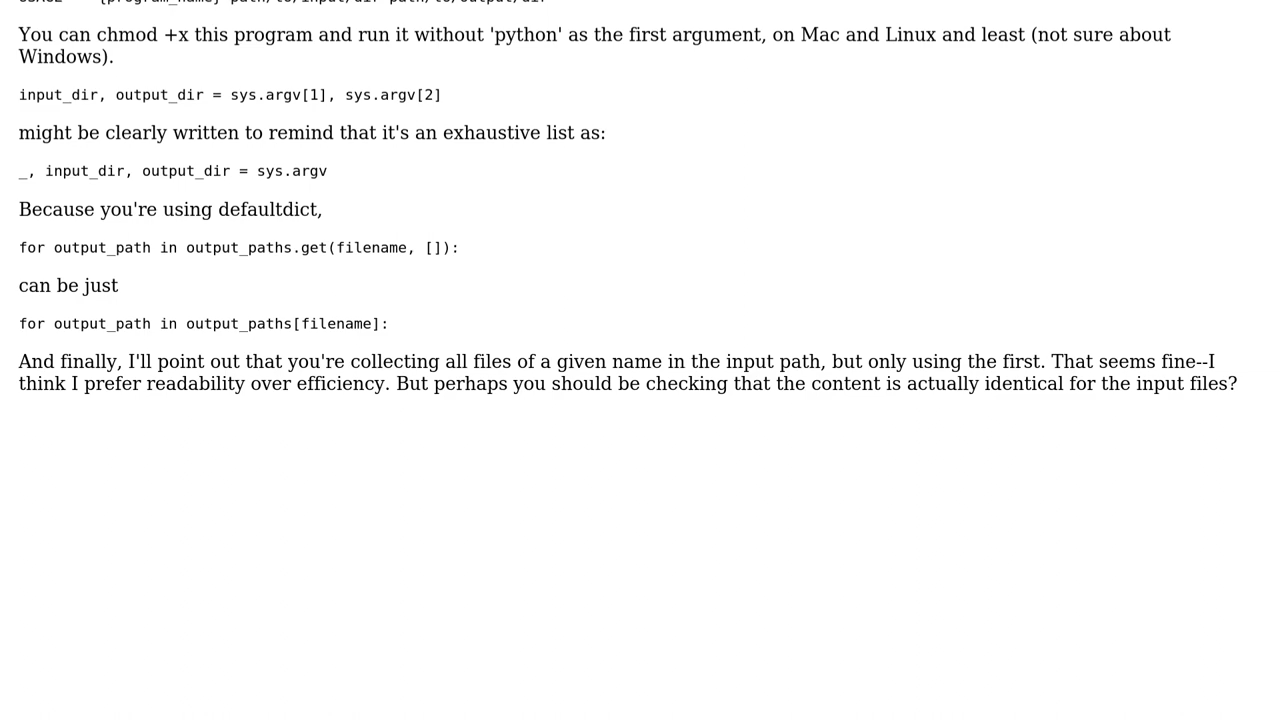 You can chmod +x this program and run it without 'python' as the first argument, on Mac and Linux and least (not sure about
Windows).
input_dir, output_dir = sys.argv[1], sys.argv[2]
might be clearly written to remind that it's an exhaustive list as:
_, input_dir, output_dir = sys.argv
Because you're using defaultdict,
for output_path in output_paths.get(filename, []):
can be just
for output_path in output_paths[filename]:
And finally, I'll point out that you're collecting all files of a given name in the input path, but only using the first. That seems fine--I
think I prefer readability over efficiency. But perhaps you should be checking that the content is actually identical for the input files?